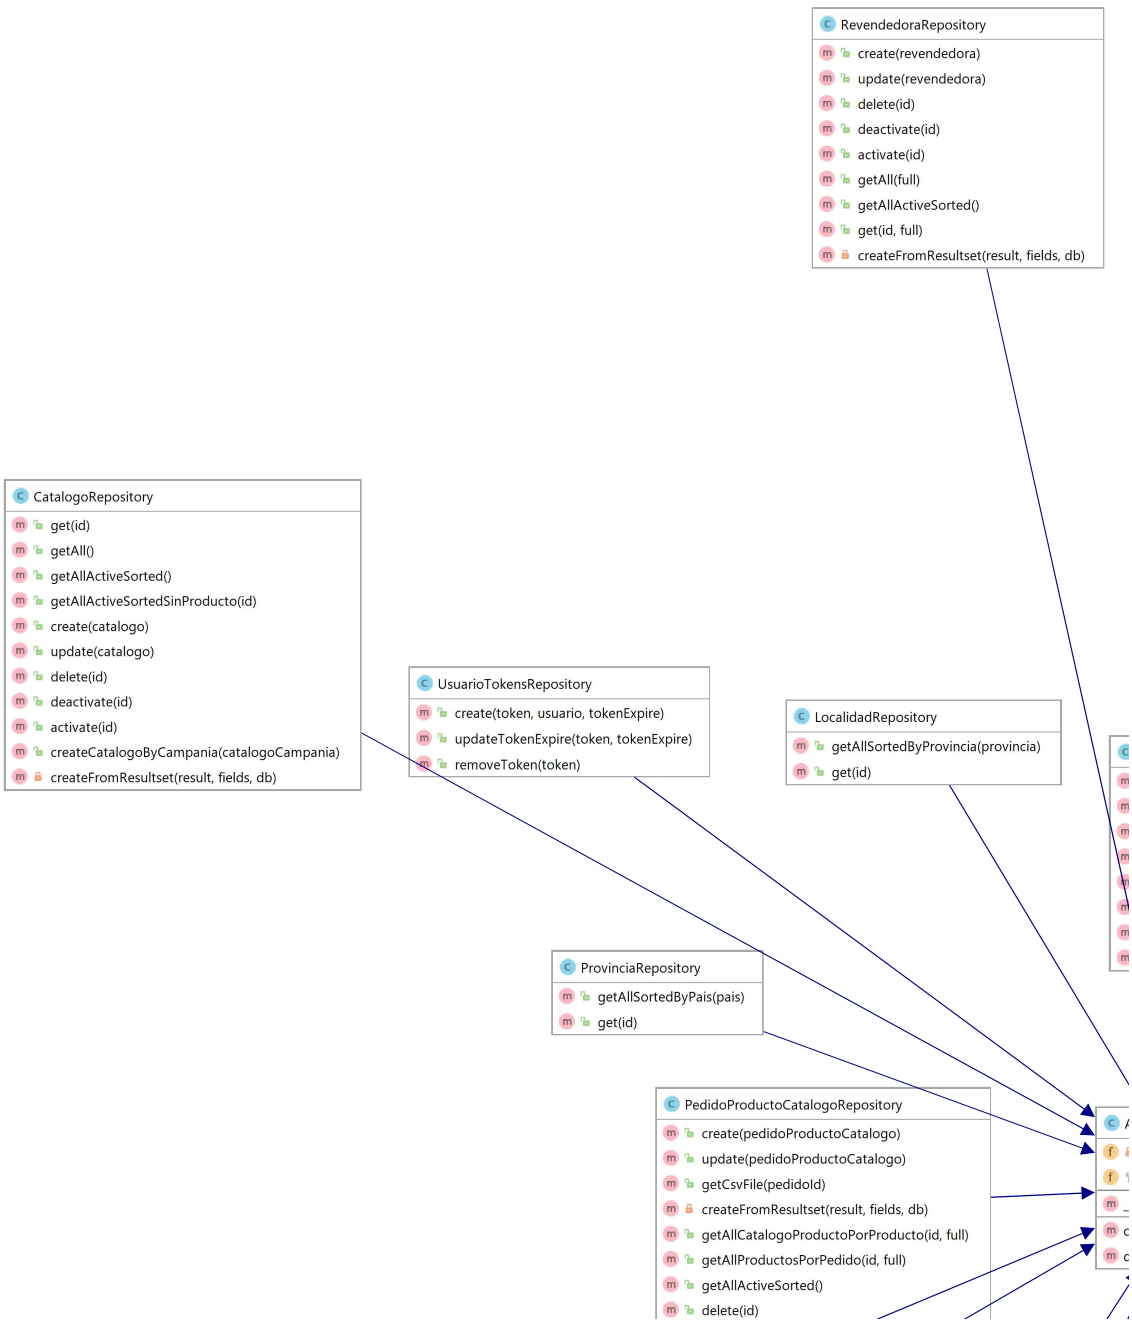 RevendedoraRepository
create(revendedora)
update(revendedora)
delete(id)
deactivate(id)
activate(id)
getAll(full)
getAllActiveSorted()
get(id, full)
createFromResultset(result, fields, db)
CatalogoRepository
get(id)
getAll()
getAllActiveSorted()
getAllActiveSortedSinProducto(id)
create(catalogo)
update(catalogo)
delete(id)
deactivate(id)
activate(id)
createCatalogoByCampania(catalogoCampania)
createFromResultset(result, fields, db)
UsuarioTokensRepository
create(token, usuario, tokenExpire)
updateTokenExpire(token, tokenExpire)
removeToken(token)
LocalidadRepository
getAllSortedByProvincia(provincia)
get(id)
ProvinciaRepository
getAllSortedByPais(pais)
get(id)
PedidoProductoCatalogoRepository
create(pedidoProductoCatalogo)
update(pedidoProductoCatalogo)
getCsvFile(pedidoId)
createFromResultset(result, fields, db)
getAllCatalogoProductoPorProducto(id, full)
getAllProductosPorPedido(id, full)
getAllActiveSorted()
delete(id)